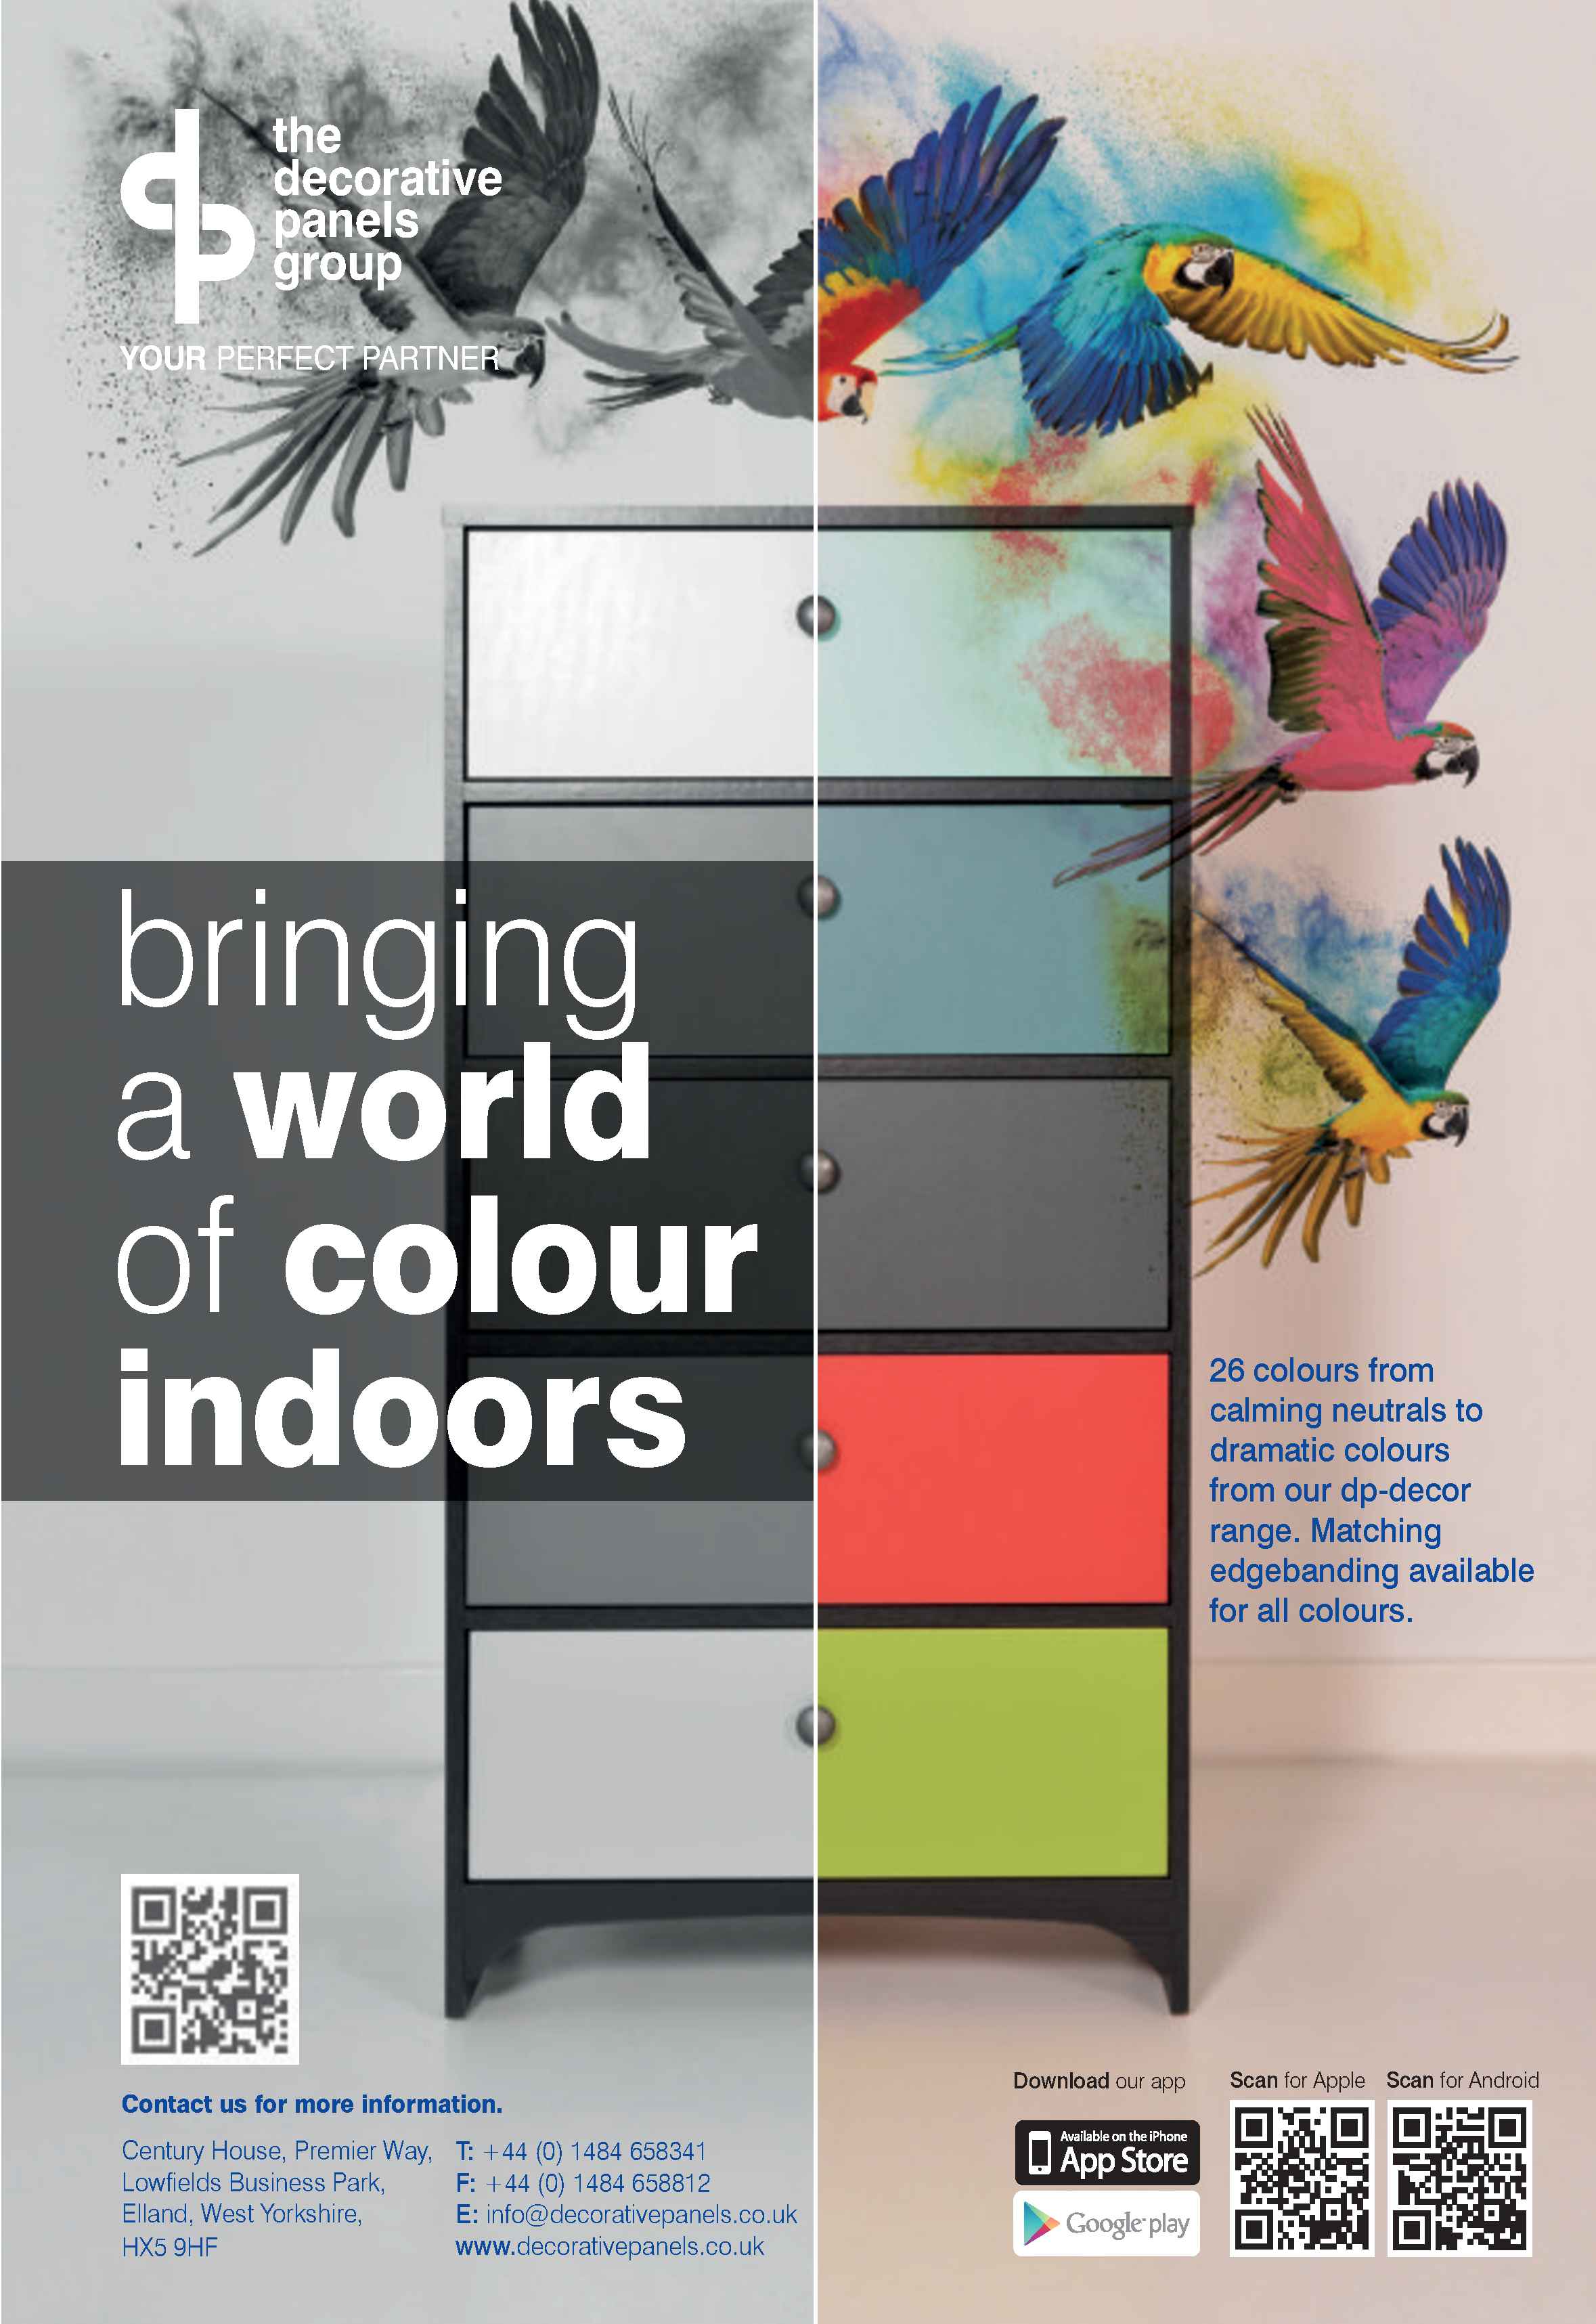 the
decorative
panels
group
YOUR PERFECT PARTNER
bringing
a world
of colour
indoors
26 colours from
calming neutrals to
dramatic colours
from our dp-decor
range. Matching
edgebanding available
for all colours.
Contact us for more information.
Century House, Premier Way,
Lowfields Business Park,
Elland, West Yorkshire,
HX5 9HF
T: +44 (0) 1484 658341
F: +44 (0) 1484 658812
E: info@decorativepanels.co.uk
www.decorativepanels.co.uk
Download our app
Available on the iPhone
App Store
Google play
Scan for Apple
Scan for Android